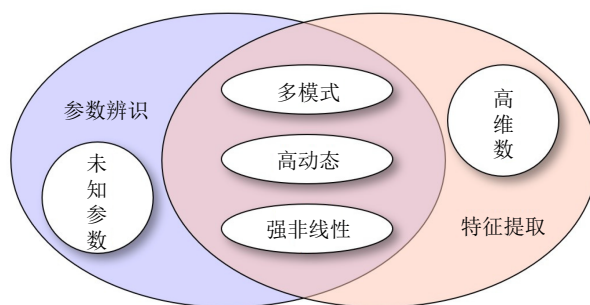 参数辨识
未知参数
多模式
高动态
强非线性
高维数
特征提取